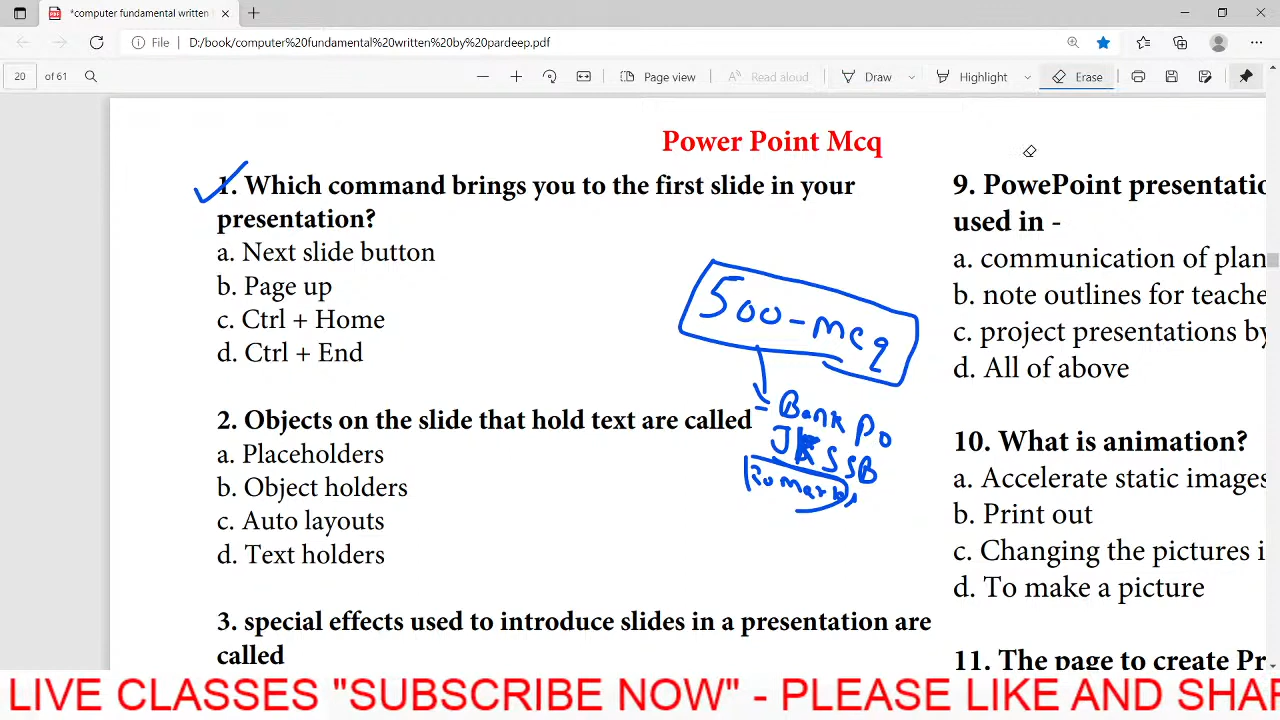 *computer fundamental written
File D:/book/computer%20fundamental%20written%20by%20pardeep.pdf
20 of 61 Page view Read aloud Draw Highlight Erase
Power Point Mcq
1. Which command brings you to the first slide in your
presentation?
a. Next slide button
b. Page up
c. Ctrl + Home
d. Ctrl + End
2. Objects on the slide that hold text are called
a. Placeholders
b. Object holders
c. Auto layouts
d. Text holders
3. special effects used to introduce slides in a presentation are
called
500-mcq
- Bank Po
JKSSB
9. PowePoint presentatio
used in -
a. communication of plan
b. note outlines for teache
c. project presentations by
d. All of above
10. What is animation?
a. Accelerate static images
b. Print out
c. Changing the pictures i
d. To make a picture
11. The page to create Pr
LIVE CLASSES "SUBSCRIBE NOW" - PLEASE LIKE AND SHAR